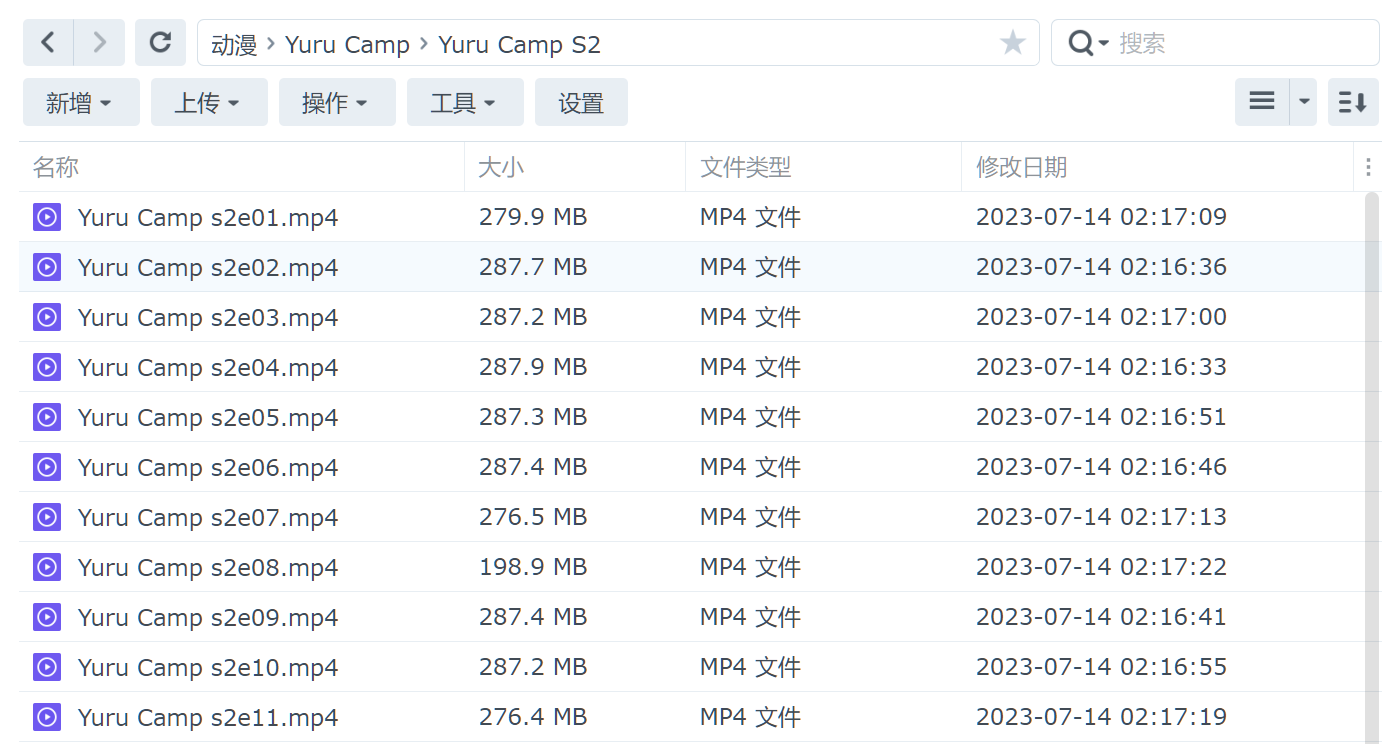 动漫 › Yuru Camp › Yuru Camp S2 搜索
新增 上传 操作 工具 设置
名称 大小 文件类型 修改日期
Yuru Camp s2e01.mp4 279.9 MB MP4 文件 2023-07-14 02:17:09
Yuru Camp s2e02.mp4 287.7 MB MP4 文件 2023-07-14 02:16:36
Yuru Camp s2e03.mp4 287.2 MB MP4 文件 2023-07-14 02:17:00
Yuru Camp s2e04.mp4 287.9 MB MP4 文件 2023-07-14 02:16:33
Yuru Camp s2e05.mp4 287.3 MB MP4 文件 2023-07-14 02:16:51
Yuru Camp s2e06.mp4 287.4 MB MP4 文件 2023-07-14 02:16:46
Yuru Camp s2e07.mp4 276.5 MB MP4 文件 2023-07-14 02:17:13
Yuru Camp s2e08.mp4 198.9 MB MP4 文件 2023-07-14 02:17:22
Yuru Camp s2e09.mp4 287.4 MB MP4 文件 2023-07-14 02:16:41
Yuru Camp s2e10.mp4 287.2 MB MP4 文件 2023-07-14 02:16:55
Yuru Camp s2e11.mp4 276.4 MB MP4 文件 2023-07-14 02:17:19